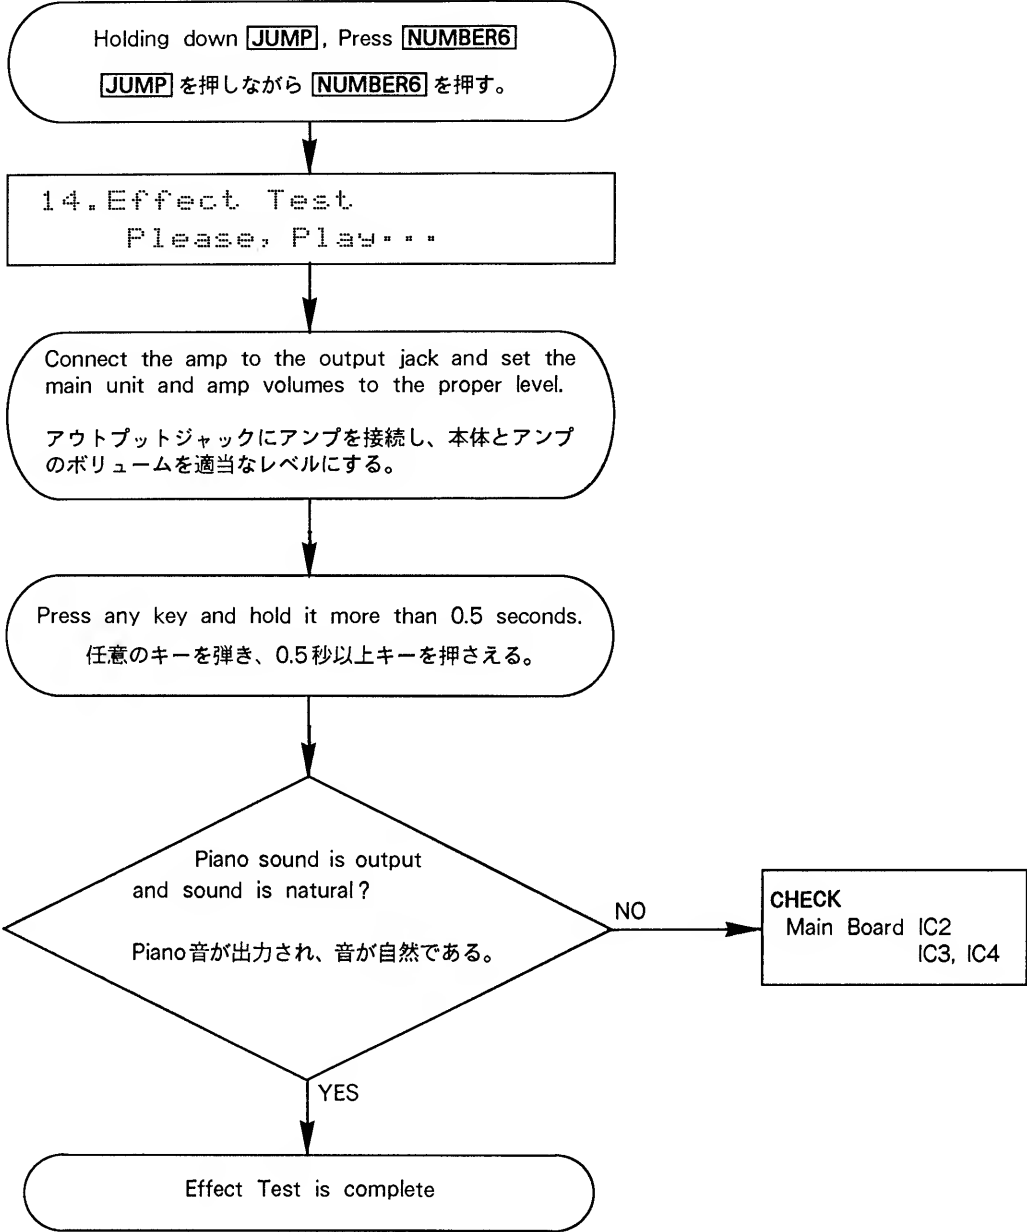 Holding down JUMP, Press NUMBER6
JUMP を押しながら NUMBER6 を押す。
14.Effect Test
Please, Play...
Connect the amp to the output jack and set the
main unit and amp volumes to the proper level.
アウトプットジャックにアンプを接続し、本体とアンプ
のボリュームを適当なレベルにする。
Press any key and hold it more than 0.5 seconds.
任意のキーを弾き、0.5秒以上キーを押さえる。
Piano sound is output
and sound is natural?
Piano音が出力され、音が自然である。
NO
CHECK
Main Board IC2
IC3, IC4
YES
Effect Test is complete